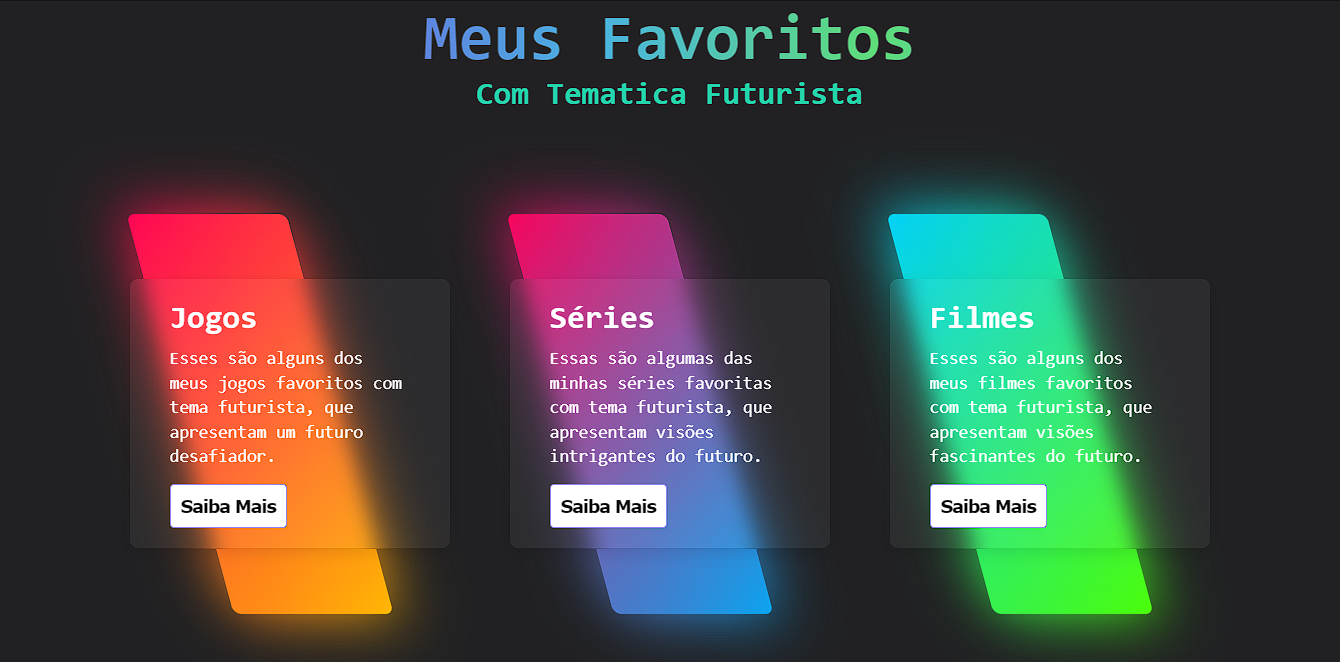 Meus Favoritos
Com Tematica Futurista
Jogos
Esses são alguns dos
meus jogos favoritos com
tema futurista, que
apresentam um futuro
desafiador.
Saiba Mais
Séries
Essas são algumas das
minhas séries favoritas
com tema futurista, que
apresentam visões
intrigantes do futuro.
Saiba Mais
Filmes
Esses são alguns dos
meus filmes favoritos
com tema futurista, que
apresentam visões
fascinantes do futuro.
Saiba Mais